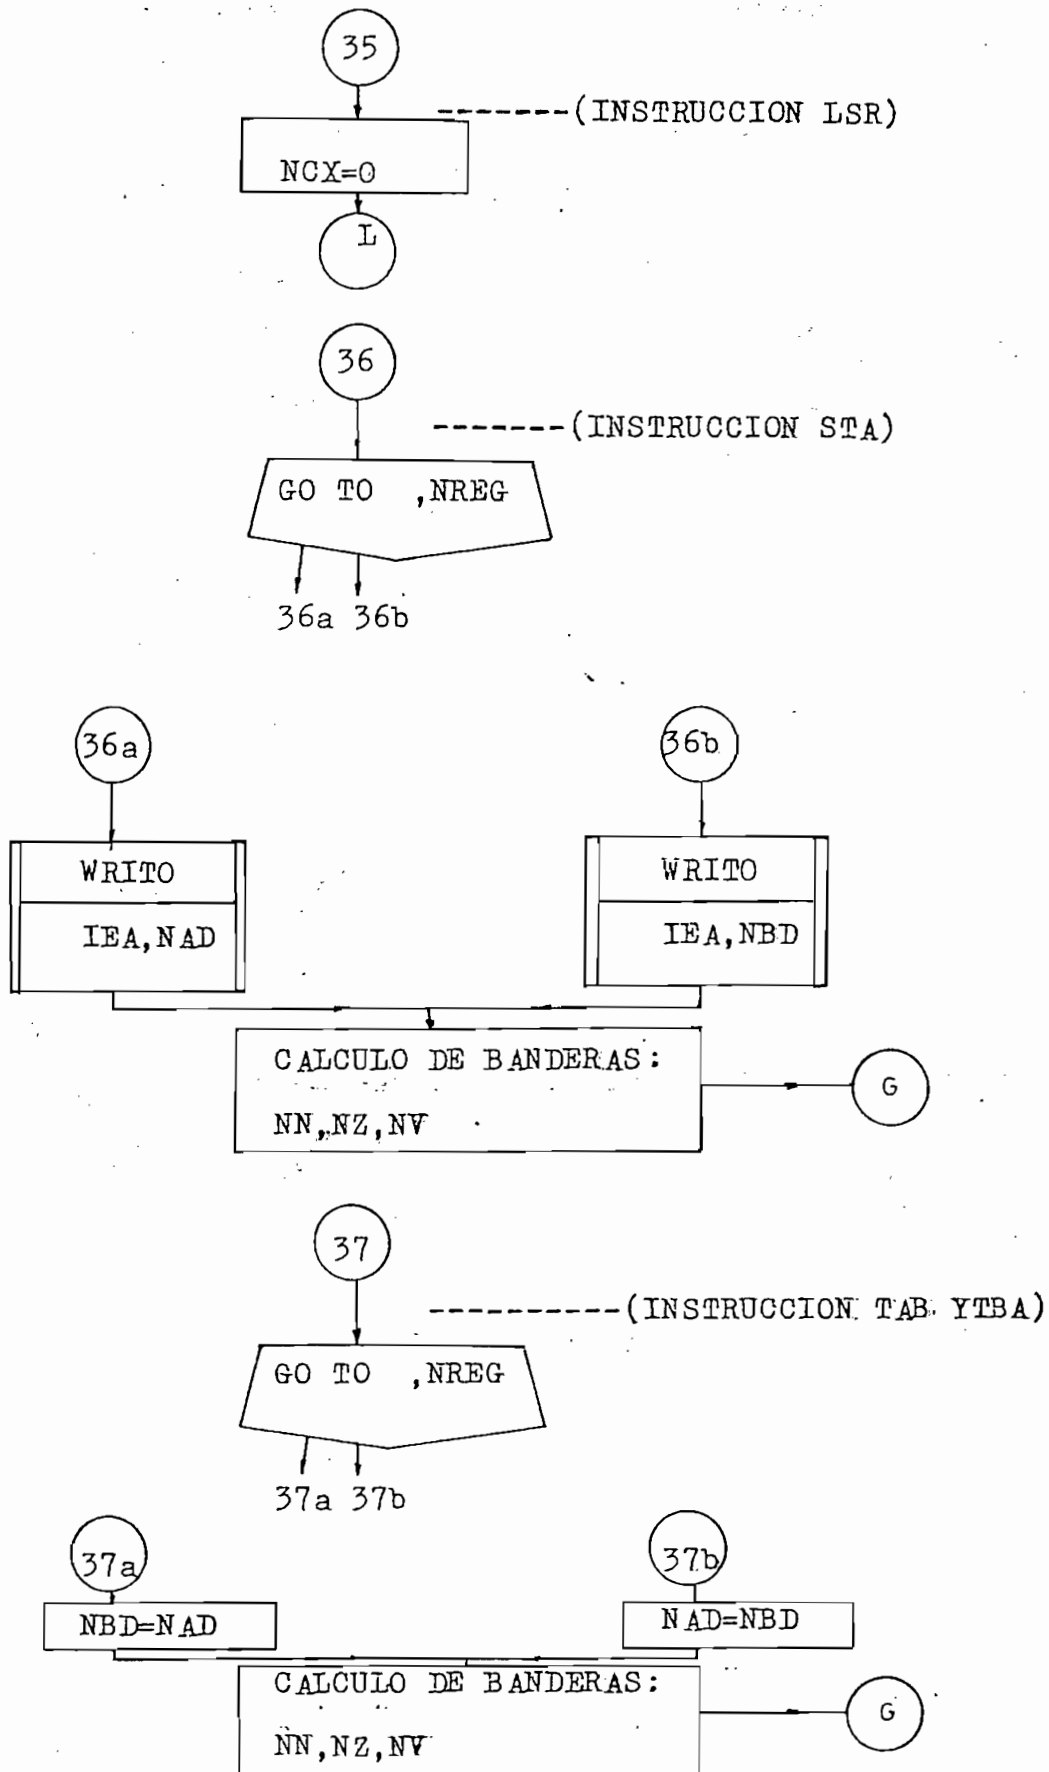 35
-------(INSTRUCCION LSR)
NCX=0
L
36
-------(INSTRUCCION STA)
GO TO ,NREG
36a 36b
36a 36b
WRITO WRITO
IEA,NAD IEA,NBD
CALCULO DE BANDERAS:
NN,NZ,NV
G
37
----------(INSTRUCCION TAB YTBA)
GO TO ,NREG
37a 37b
37a 37b
NBD=NAD NAD=NBD
CALCULO DE BANDERAS:
NN,NZ,NV
G